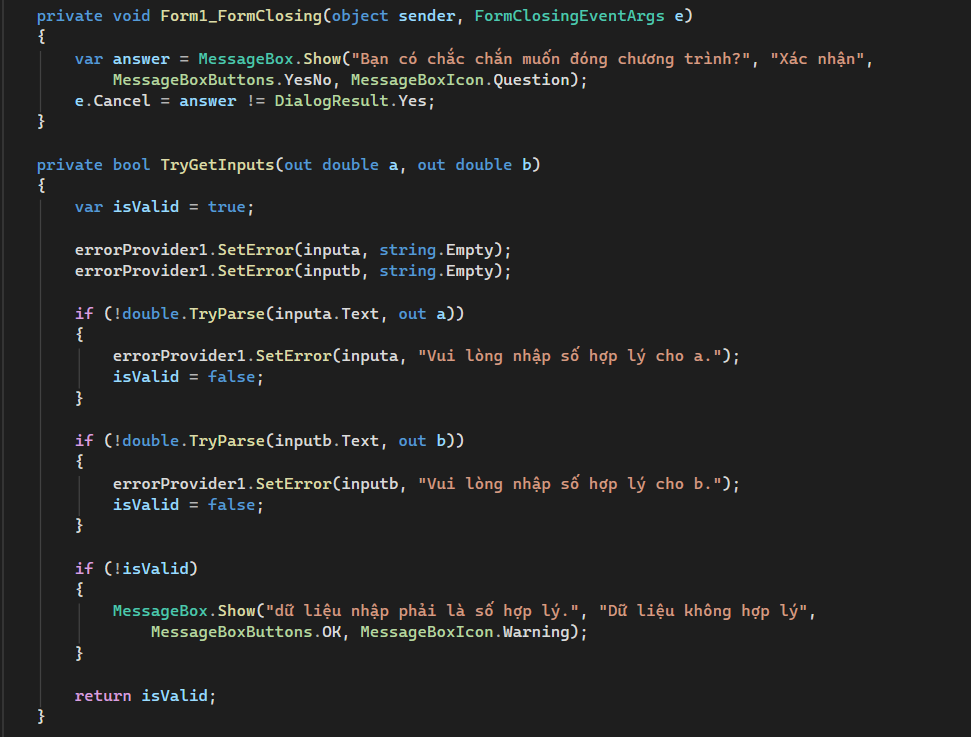 private void Form1_FormClosing(object sender, FormClosingEventArgs e)
{
    var answer = MessageBox.Show("Bạn có chắc chắn muốn đóng chương trình?", "Xác nhận",
        MessageBoxButtons.YesNo, MessageBoxIcon.Question);
    e.Cancel = answer != DialogResult.Yes;
}

private bool TryGetInputs(out double a, out double b)
{
    var isValid = true;

    errorProvider1.SetError(inputa, string.Empty);
    errorProvider1.SetError(inputb, string.Empty);

    if (!double.TryParse(inputa.Text, out a))
    {
        errorProvider1.SetError(inputa, "Vui lòng nhập số hợp lý cho a.");
        isValid = false;
    }

    if (!double.TryParse(inputb.Text, out b))
    {
        errorProvider1.SetError(inputb, "Vui lòng nhập số hợp lý cho b.");
        isValid = false;
    }

    if (!isValid)
    {
        MessageBox.Show("dữ liệu nhập phải là số hợp lý.", "Dữ liệu không hợp lý",
            MessageBoxButtons.OK, MessageBoxIcon.Warning);
    }

    return isValid;
}